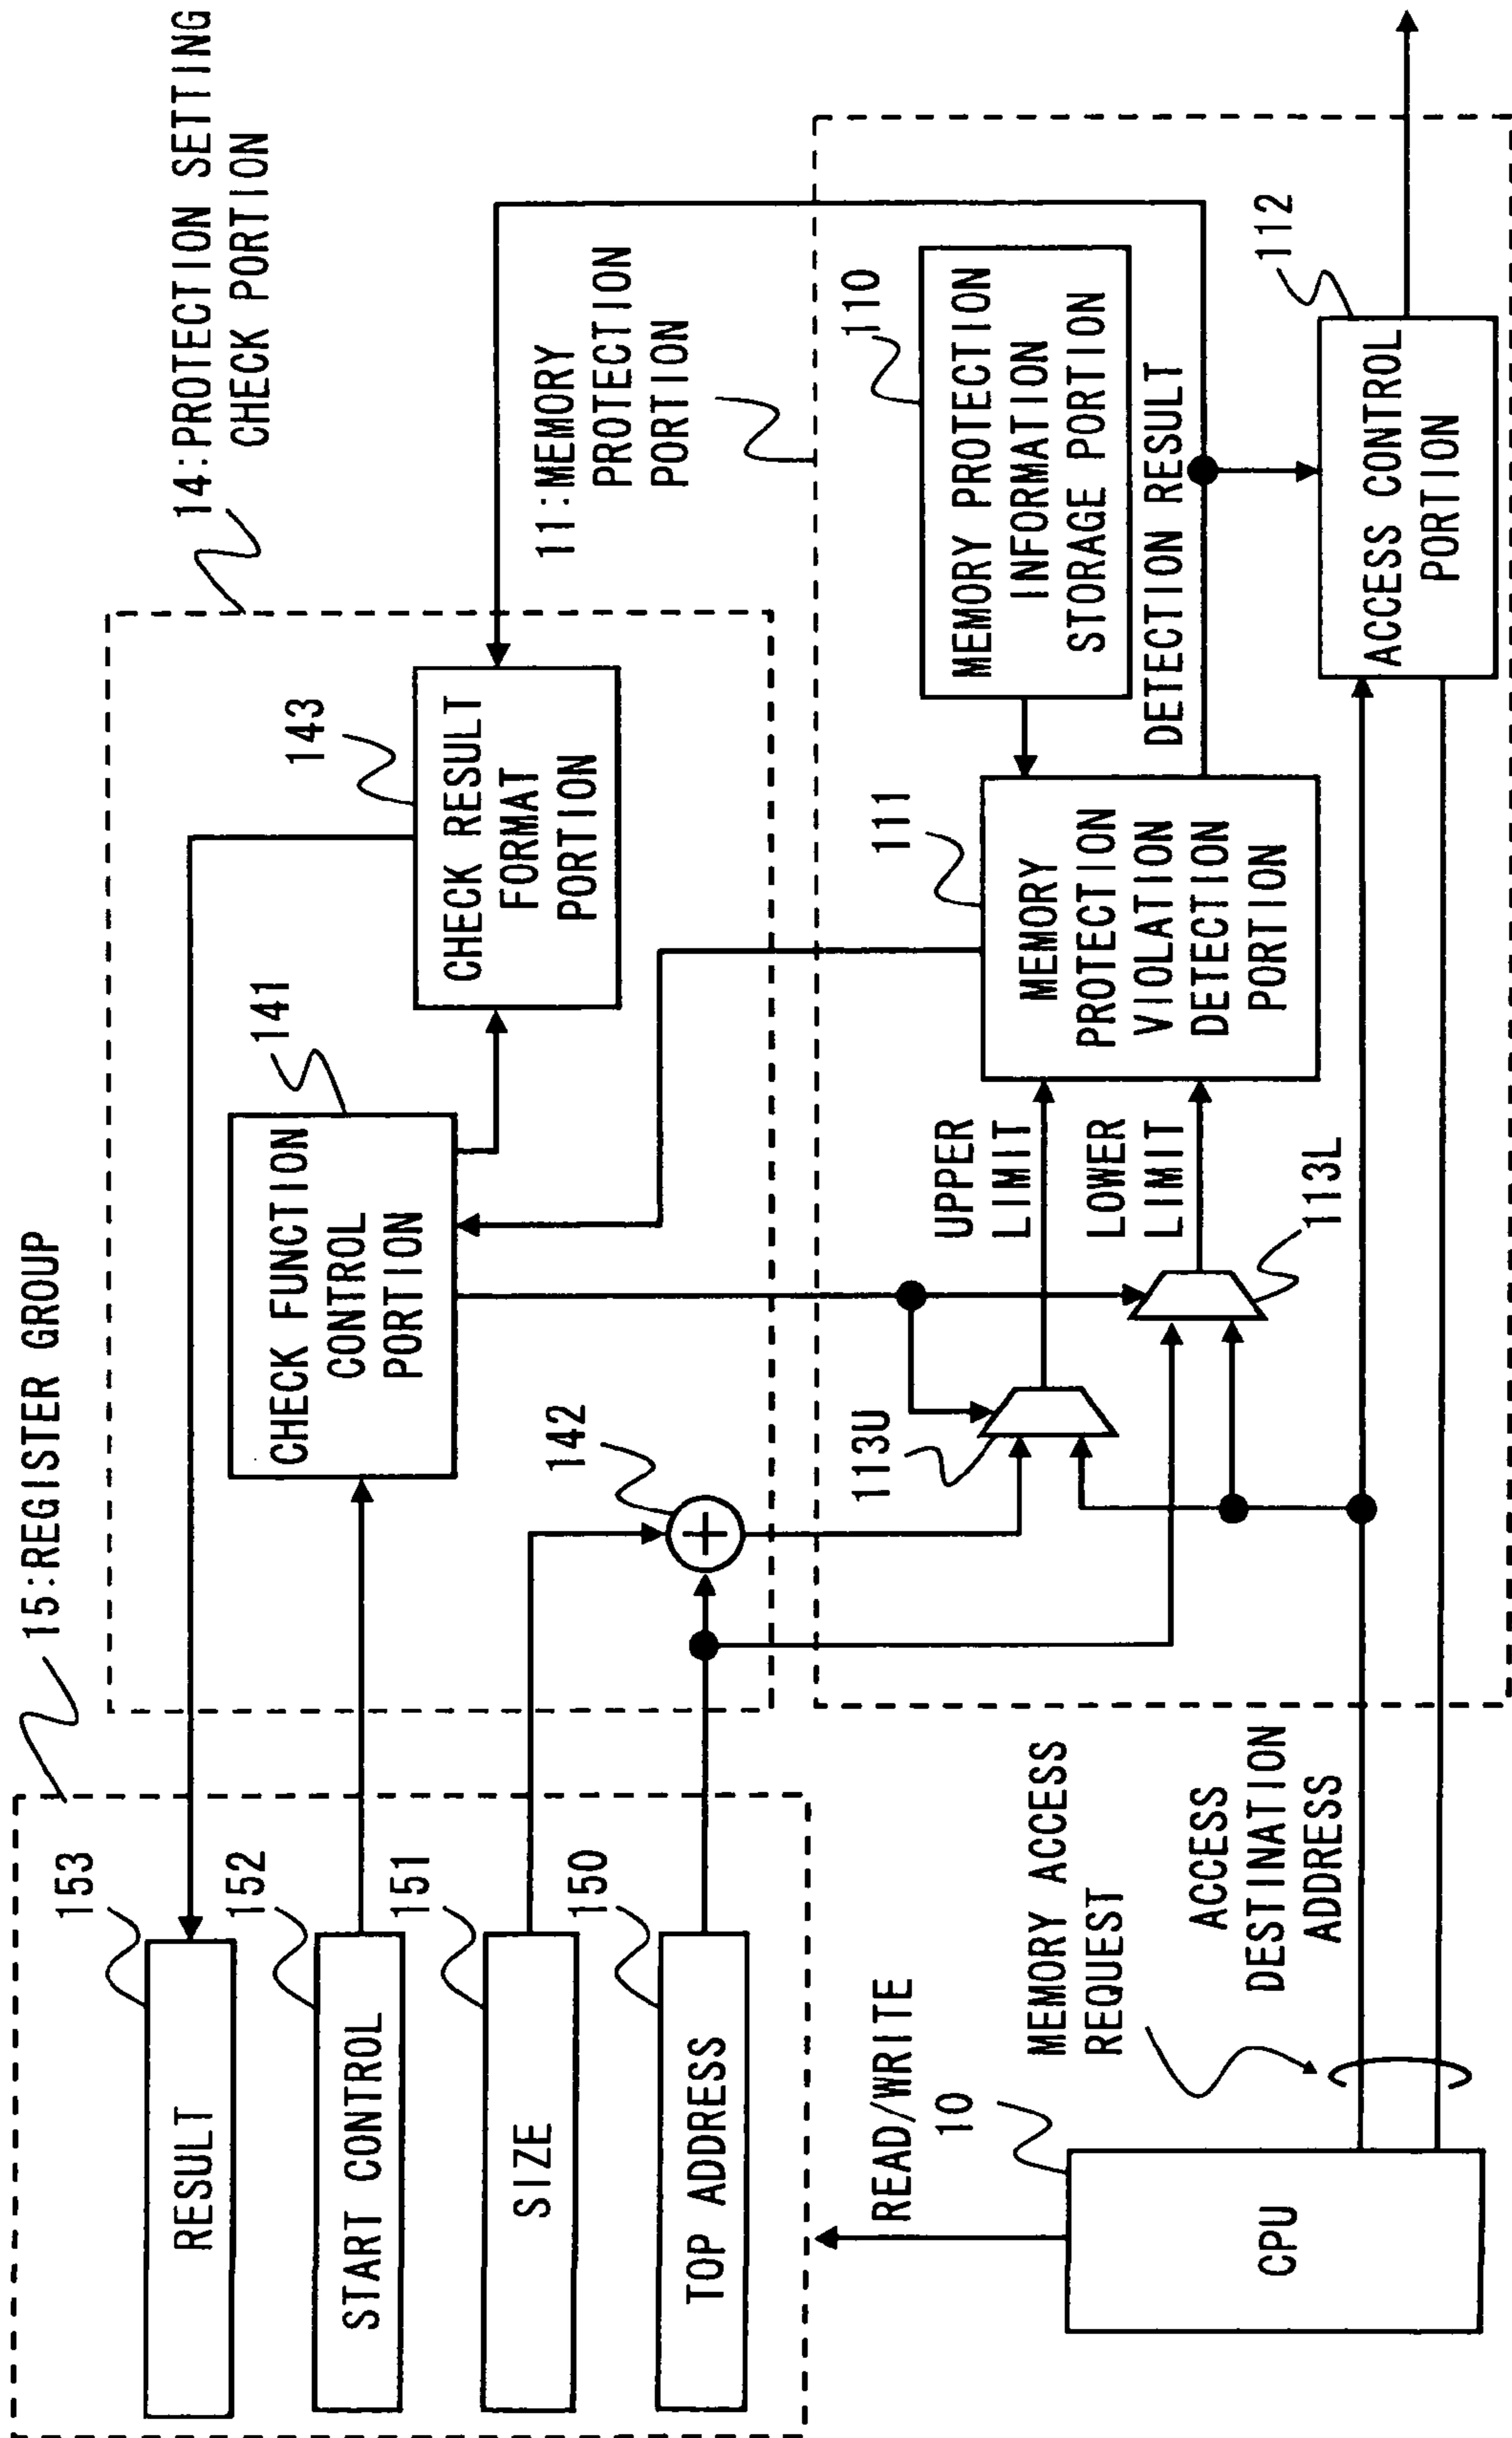 15:REGISTER GROUP
153
RESULT
152
START CONTROL
151
SIZE
150
TOP ADDRESS
14:PROTECTION SETTING
CHECK PORTION
141
CHECK FUNCTION
CONTROL
PORTION
143
CHECK RESULT
FORMAT
PORTION
142
+
11:MEMORY
PROTECTION
PORTION
110
MEMORY PROTECTION
INFORMATION
STORAGE PORTION
111
MEMORY
PROTECTION
VIOLATION
DETECTION
PORTION
DETECTION RESULT
UPPER
LIMIT
LOWER
LIMIT
113U
113L
112
ACCESS CONTROL
PORTION
READ/WRITE
10
CPU
MEMORY ACCESS
REQUEST
ACCESS
DESTINATION
ADDRESS